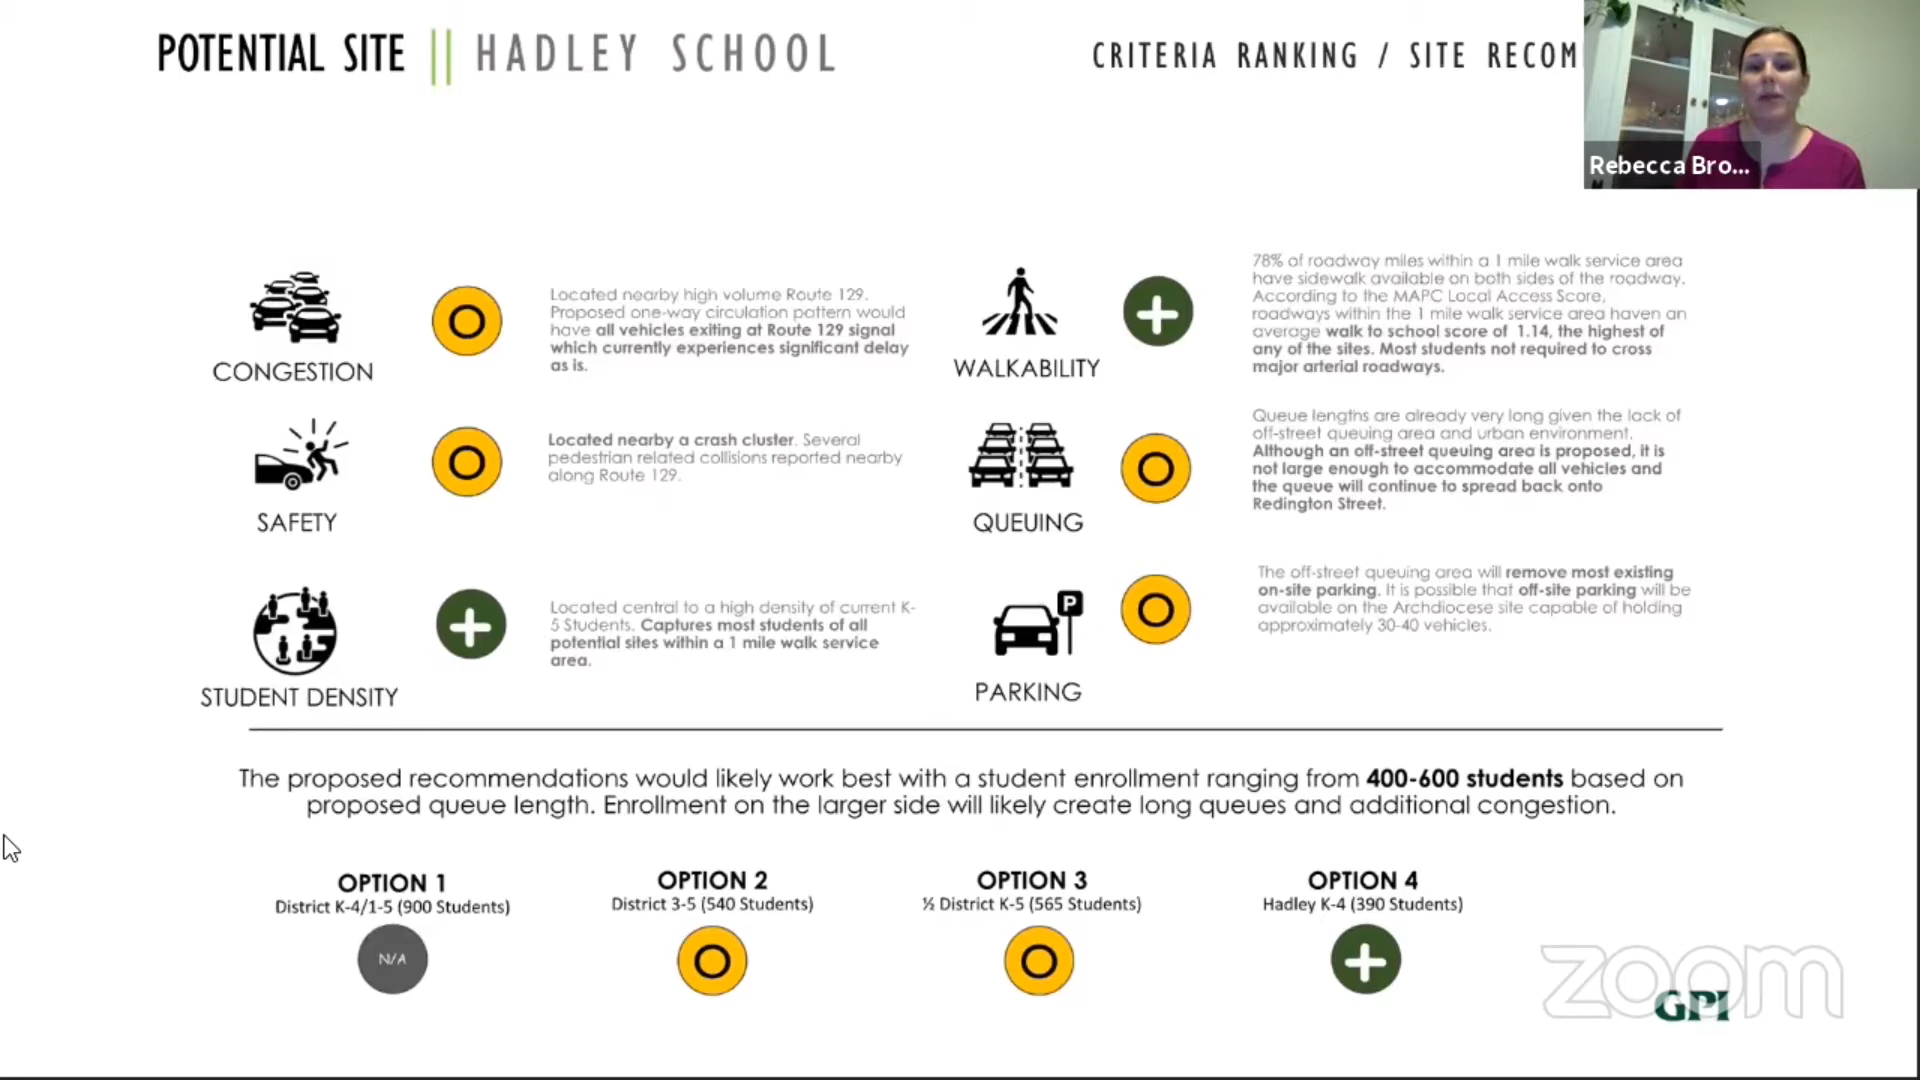 POTENTIAL SITE || HADLEY SCHOOL
CRITERIA RANKING / SITE RECOM
Rebecca Bro...
CONGESTION
Located nearby high volume Route 129.
Proposed one-way circulation pattern would
have all vehicles exiting at Route 129 signal
which currently experiences significant delay
as is.
WALKABILITY
78% of roadway miles within a 1 mile walk service area
have sidewalk available on both sides of the roadway.
According to the MAPC Local Access Score,
roadways within the 1 mile walk service area haven an
average walk to school score of 1.14, the highest of
any of the sites. Most students not required to cross
major arterial roadways.
SAFETY
Located nearby a crash cluster. Several
pedestrian related collisions reported nearby
along Route 129.
QUEUING
Queue lengths are already very long given the lack of
off-street queuing area and urban environment.
Although an off-street queuing area is proposed, it is
not large enough to accommodate all vehicles and
the queue will continue to spread back onto
Redington Street.
STUDENT DENSITY
Located central to a high density of current K-
5 Students. Captures most students of all
potential sites within a 1 mile walk service
area.
P
PARKING
The off-street queuing area will remove most existing
on-site parking. It is possible that off-site parking will be
available on the Archdiocese site capable of holding
approximately 30-40 vehicles.
The proposed recommendations would likely work best with a student enrollment ranging from 400-600 students based on
proposed queue length. Enrollment on the larger side will likely create long queues and additional congestion.
OPTION 1
District K-4/1-5 (900 Students)
N/A
OPTION 2
District 3-5 (540 Students)
OPTION 3
½ District K-5 (565 Students)
OPTION 4
Hadley K-4 (390 Students)
zoom
GPI